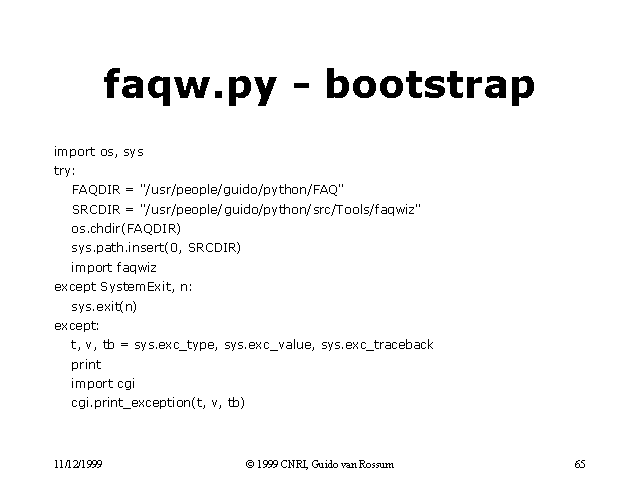 faqw.py - bootstrap
import os, sys
try:
FAQDIR = "/usr/people/guido/python/FAQ"
SRCDIR = "/usr/people/guido/python/src/Tools/faqwiz"
os.chdir(FAQDIR)
sys.path.insert(0, SRCDIR)
import faqwiz
except SystemExit, n:
sys.exit(n)
except:
t, v, tb = sys.exc_type, sys.exc_value, sys.exc_traceback
print
import cgi
cgi.print_exception(t, v, tb)
11/12/1999 © 1999 CNRI, Guido van Rossum 65